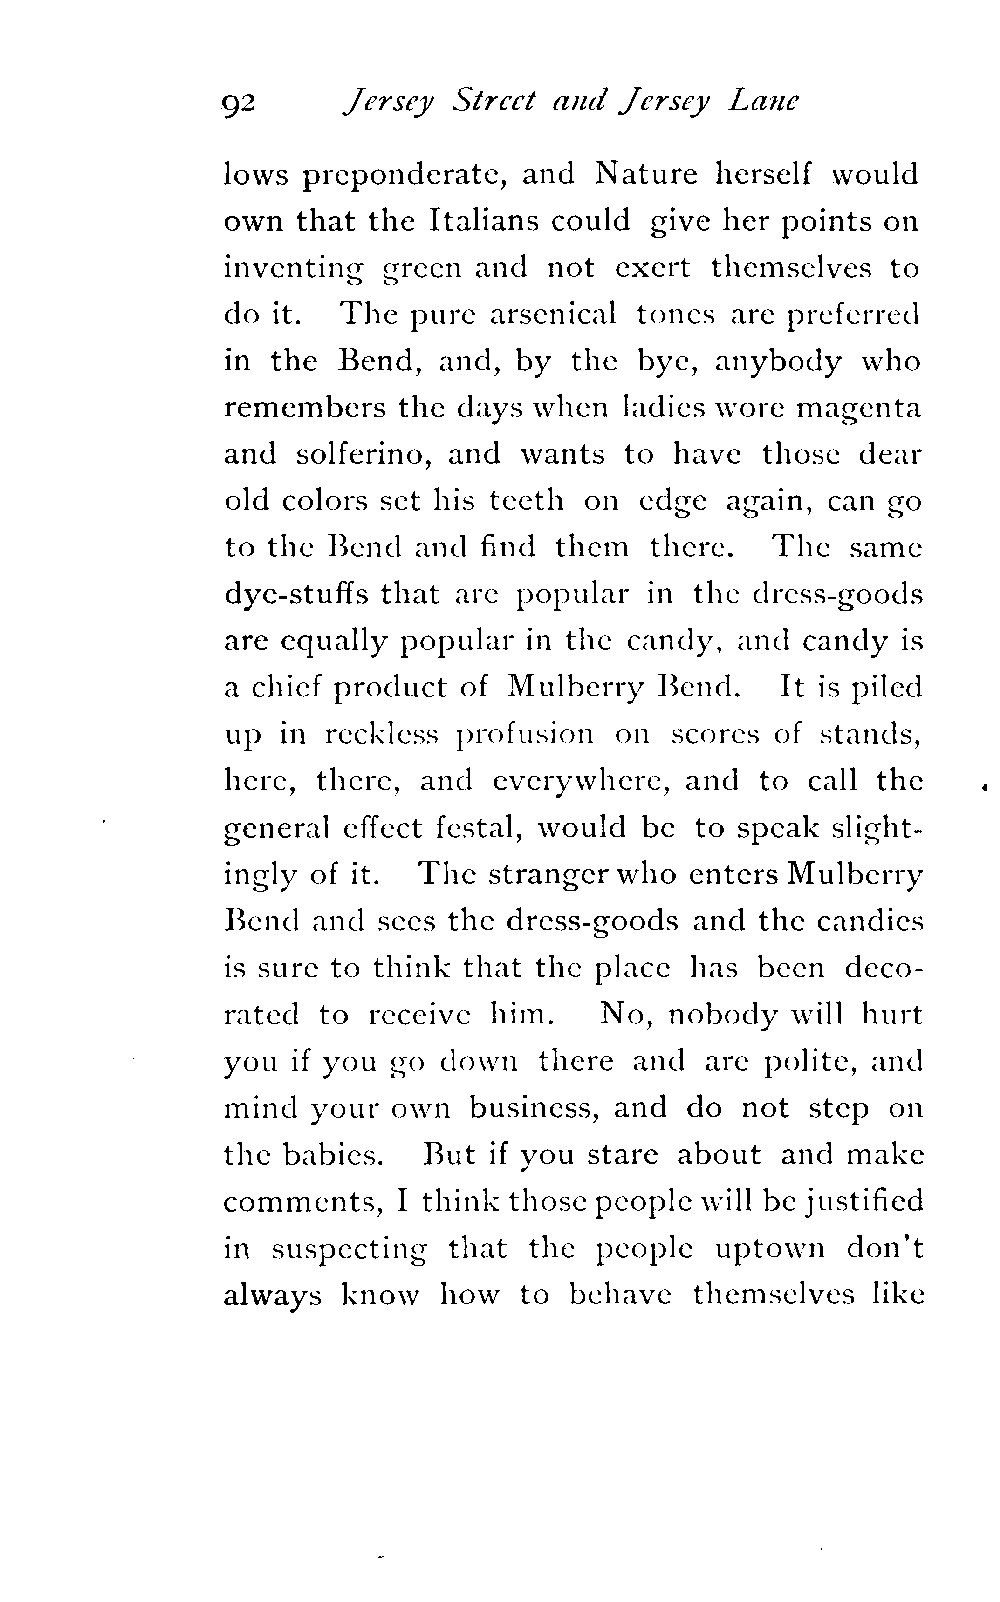 92 Jersey Street and Jersey Lane
lows preponderate, and Nature herself would
own that the Italians could give her points on
inventing green and not exert themselves to
do it. The pure arsenical tones are preferred
in the Bend, and, by the bye, anybody who
remembers the days when ladies wore magenta
and solferino, and wants to have those dear
old colors set his teeth on edge again, can go
to the Bend and find them there. The same
dye-stuffs that are popular in the dress-goods
are equally popular in the candy, and candy is
a chief product of Mulberry Bend. It is piled
up in reckless profusion on scores of stands,
here, there, and everywhere, and to call the
general effect festal, would be to speak slight-
ingly of it. The stranger who enters Mulberry
Bend and sees the dress-goods and the candies
is sure to think that the place has been deco-
rated to receive him. No, nobody will hurt
you if you go down there and are polite, and
mind your own business, and do not step on
the babies. But if you stare about and make
comments, I think those people will be justified
in suspecting that the people uptown don't
always know how to behave themselves like